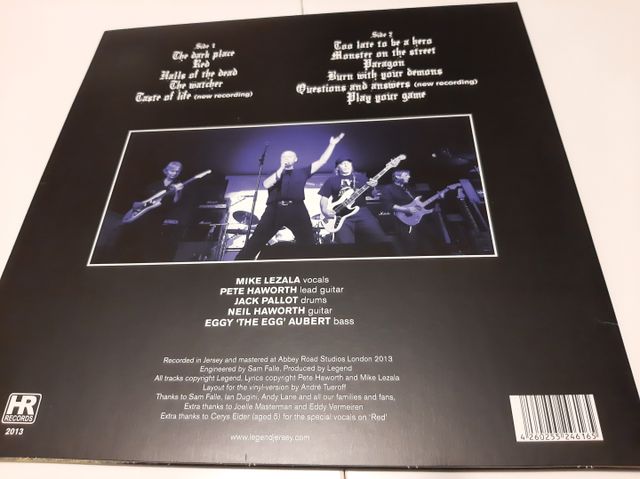 Side 1
The dark place
Red
Halls of the dead
The watcher
Taste of life (new recording)
Side 2
Too late to be a hero
Monster on the street
Paragon
Burn with your demons
Questions and answers (new recording)
Play your game
MIKE LEZALA vocals
PETE HAWORTH lead guitar
JACK PALLOT drums
NEIL HAWORTH guitar
EGGY 'THE EGG' AUBERT bass
Recorded in Jersey and mastered at Abbey Road Studios London 2013
Engineered by Sam Falle, Produced by Legend
All tracks copyright Legend, Lyrics copyright Pete Haworth and Mike Lezala
Layout for the vinyl-version by André Tueroff
Thanks to Sam Falle, Ian Dugini, Andy Lane and all our families and fans,
Extra thanks to Joelle Masterman and Eddy Vermeiren
Extra thanks to Cerys Elder (aged 5) for the special vocals on 'Red'
www.legendjersey.com
HR
RECORDS
2013
4 260255 246165